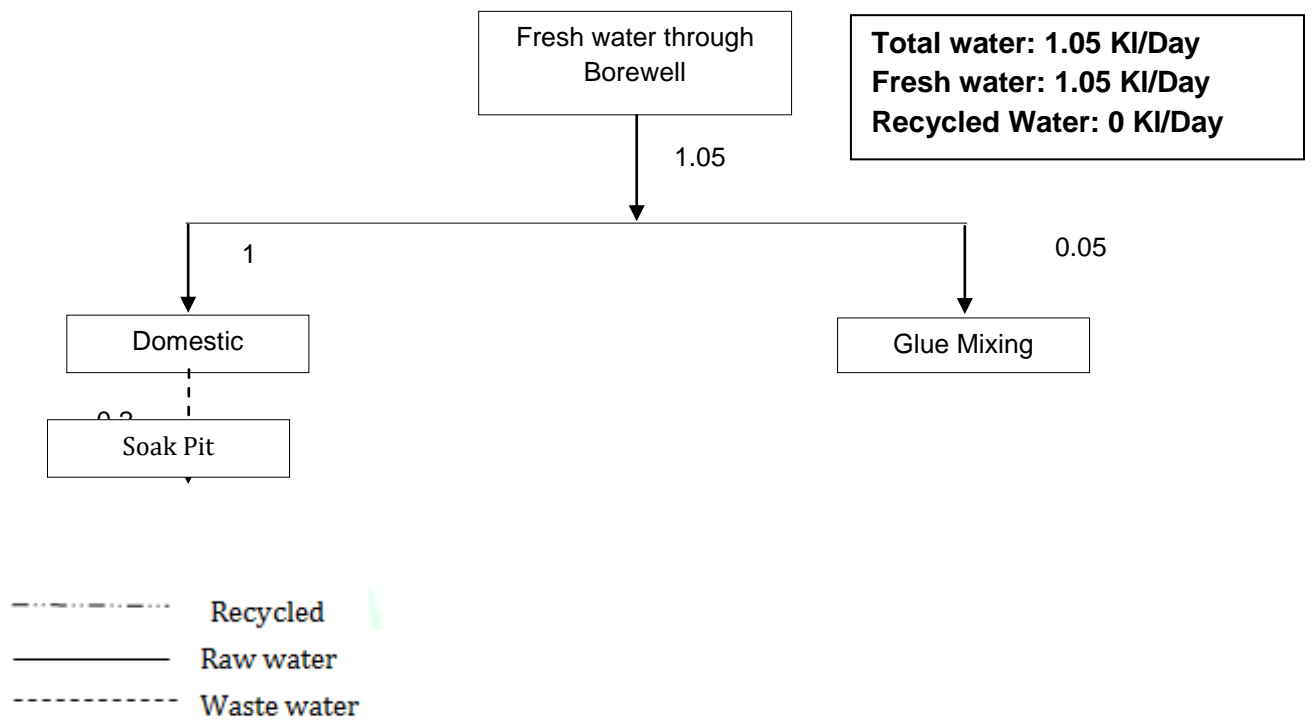 Fresh water through
Borewell
Total water: 1.05 Kl/Day
Fresh water: 1.05 Kl/Day
Recycled Water: 0 Kl/Day
1.05
1
0.05
Domestic
Glue Mixing
Soak Pit
Recycled
Raw water
Waste water